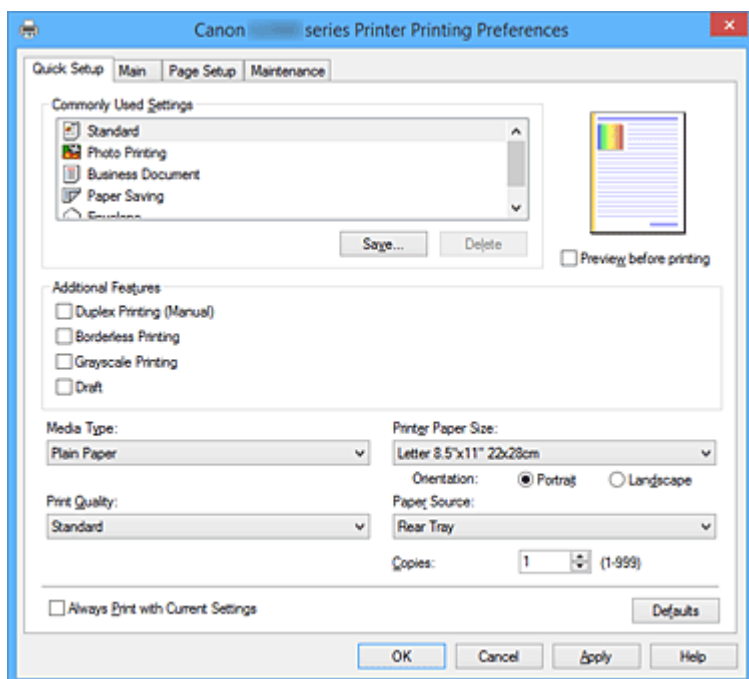 Canon series Printer Printing Preferences
Quick Setup Main Page Setup Maintenance
Commonly Used Settings
Standard
Photo Printing
Business Document
Paper Saving
Envelope
Save... Delete
Preview before printing
Additional Features
Duplex Printing (Manual)
Borderless Printing
Grayscale Printing
Draft
Media Type: Printer Paper Size:
Plain Paper Letter 8.5"x11" 22x28cm
Orientation: Portrait Landscape
Print Quality: Paper Source:
Standard Rear Tray
Copies: 1 (1-999)
Always Print with Current Settings Defaults
OK Cancel Apply Help